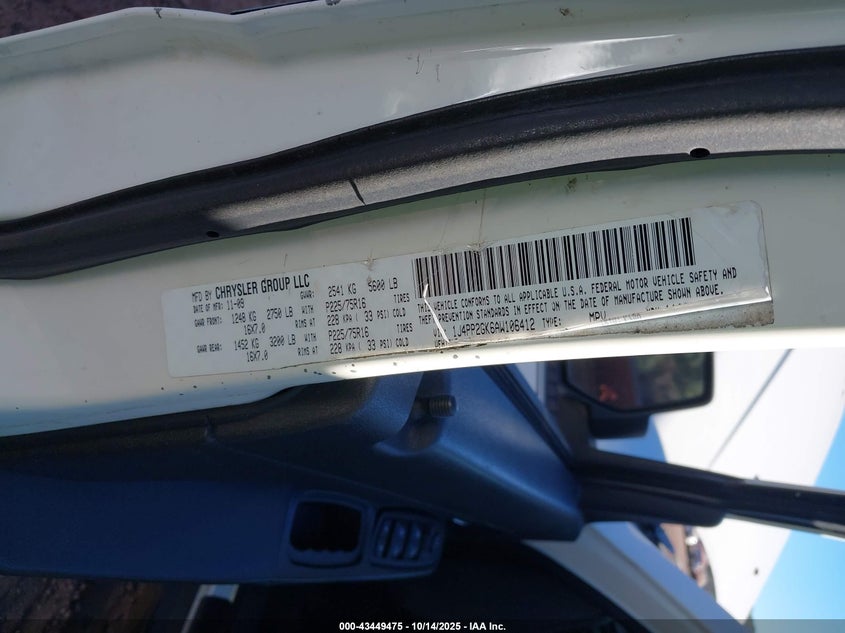 MFD BY CHRYSLER GROUP LLC
DATE OF MFR: 11-09 GVWR: 2541 KG 5600 LB
GAWR FRONT: 1248 KG 2750 LB WITH P225/75R16 TIRES
16X7.0 RIMS AT 228 KPA ( 33 PSI) COLD
GAWR REAR: 1452 KG 3200 LB WITH P225/75R16 TIRES
16X7.0 RIMS AT 228 KPA ( 33 PSI) COLD
THIS VEHICLE CONFORMS TO ALL APPLICABLE U.S.A. FEDERAL MOTOR VEHICLE SAFETY AND
THEFT PREVENTION STANDARDS IN EFFECT ON THE DATE OF MANUFACTURE SHOWN ABOVE.
1J4PP2GK6AW106412 TYPE: MPV
000-43449475 - 10/14/2025 - IAA Inc.